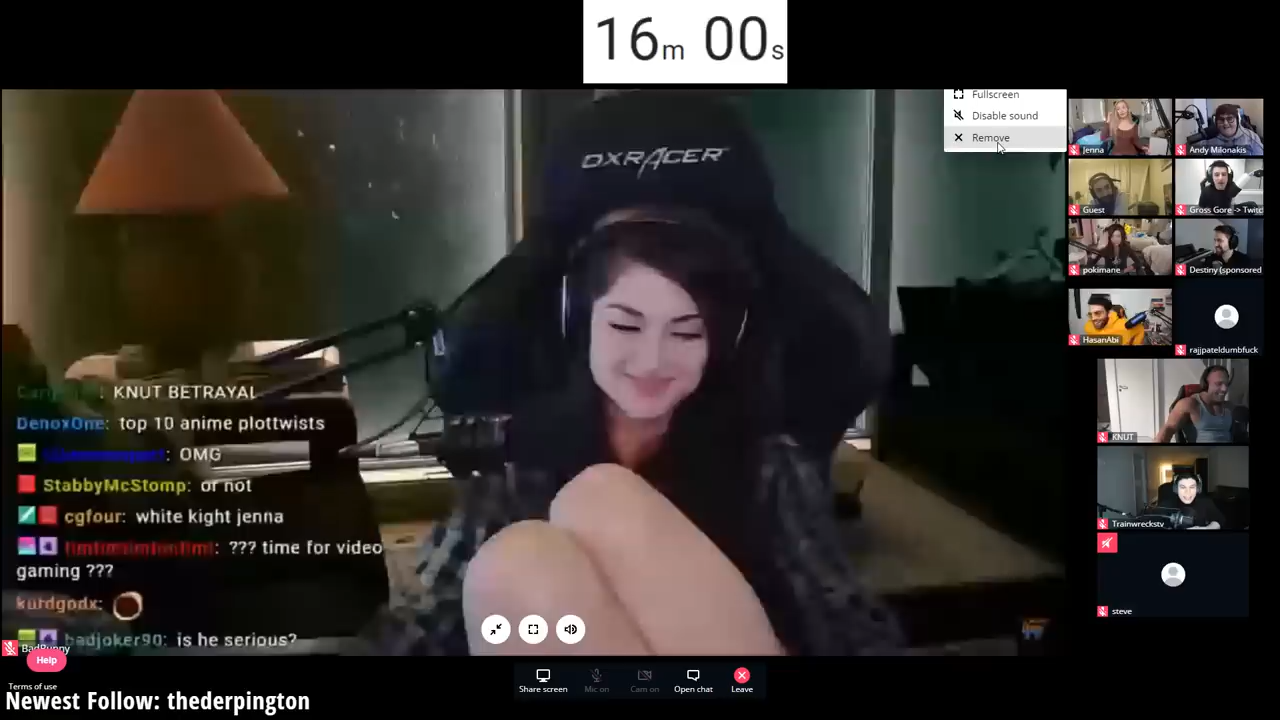 16m 00s
Fullscreen
Disable sound
Remove
DXRACER
Jenna
Andy Milonakis
Guest
Gross Gore -> Twitc
pokimane
Destiny (sponsored
HasanAbi
rajjpateldumbfuck
KNUT
Trainwreckstv
steve
: KNUT BETRAYAL
DenoxOne: top 10 anime plottwists
: OMG
StabbyMcStomp: or not
cgfour: white kight jenna
: ??? time for video
gaming ???
kurdgodx:
badjoker90: is he serious?
BadBunny
Help
Terms of use
Share screen
Mic on
Cam on
Open chat
Leave
Newest Follow: thederpington